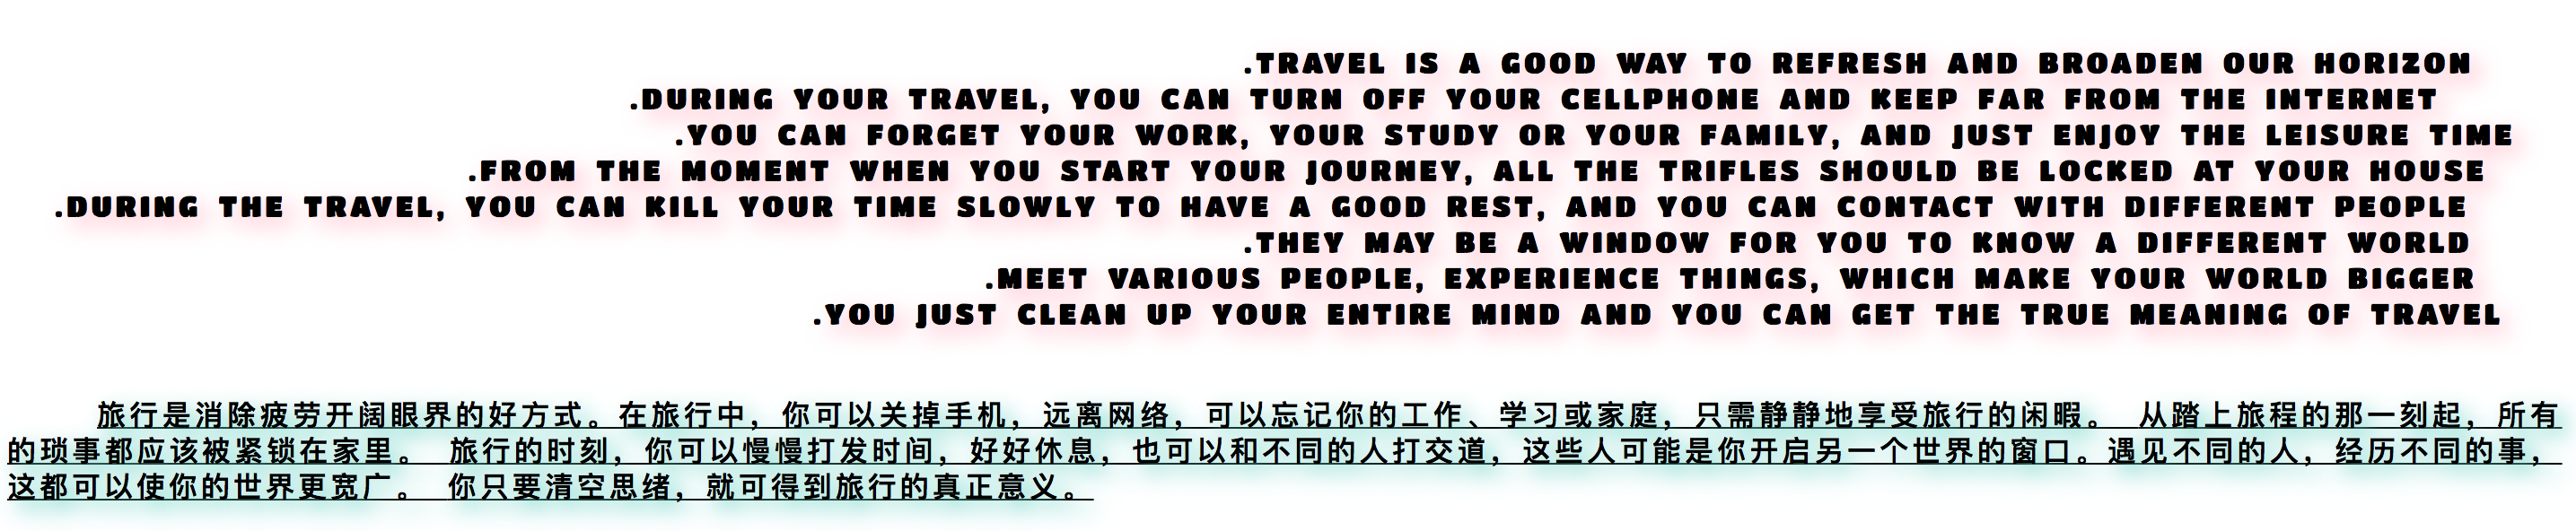 .TRAVEL IS A GOOD WAY TO REFRESH AND BROADEN OUR HORIZON
.DURING YOUR TRAVEL, YOU CAN TURN OFF YOUR CELLPHONE AND KEEP FAR FROM THE INTERNET
.YOU CAN FORGET YOUR WORK, YOUR STUDY OR YOUR FAMILY, AND JUST ENJOY THE LEISURE TIME
.FROM THE MOMENT WHEN YOU START YOUR JOURNEY, ALL THE TRIFLES SHOULD BE LOCKED AT YOUR HOUSE
.DURING THE TRAVEL, YOU CAN KILL YOUR TIME SLOWLY TO HAVE A GOOD REST, AND YOU CAN CONTACT WITH DIFFERENT PEOPLE
.THEY MAY BE A WINDOW FOR YOU TO KNOW A DIFFERENT WORLD
.MEET VARIOUS PEOPLE, EXPERIENCE THINGS, WHICH MAKE YOUR WORLD BIGGER
.YOU JUST CLEAN UP YOUR ENTIRE MIND AND YOU CAN GET THE TRUE MEANING OF TRAVEL
旅行是消除疲劳开阔眼界的好方式。在旅行中，你可以关掉手机，远离网络，可以忘记你的工作、学习或家庭，只需静静地享受旅行的闲暇。 从踏上旅程的那一刻起，所有
的琐事都应该被紧锁在家里。 旅行的时刻，你可以慢慢打发时间，好好休息，也可以和不同的人打交道，这些人可能是你开启另一个世界的窗口。遇见不同的人，经历不同的事，
这都可以使你的世界更宽广。 你只要清空思绪，就可得到旅行的真正意义。